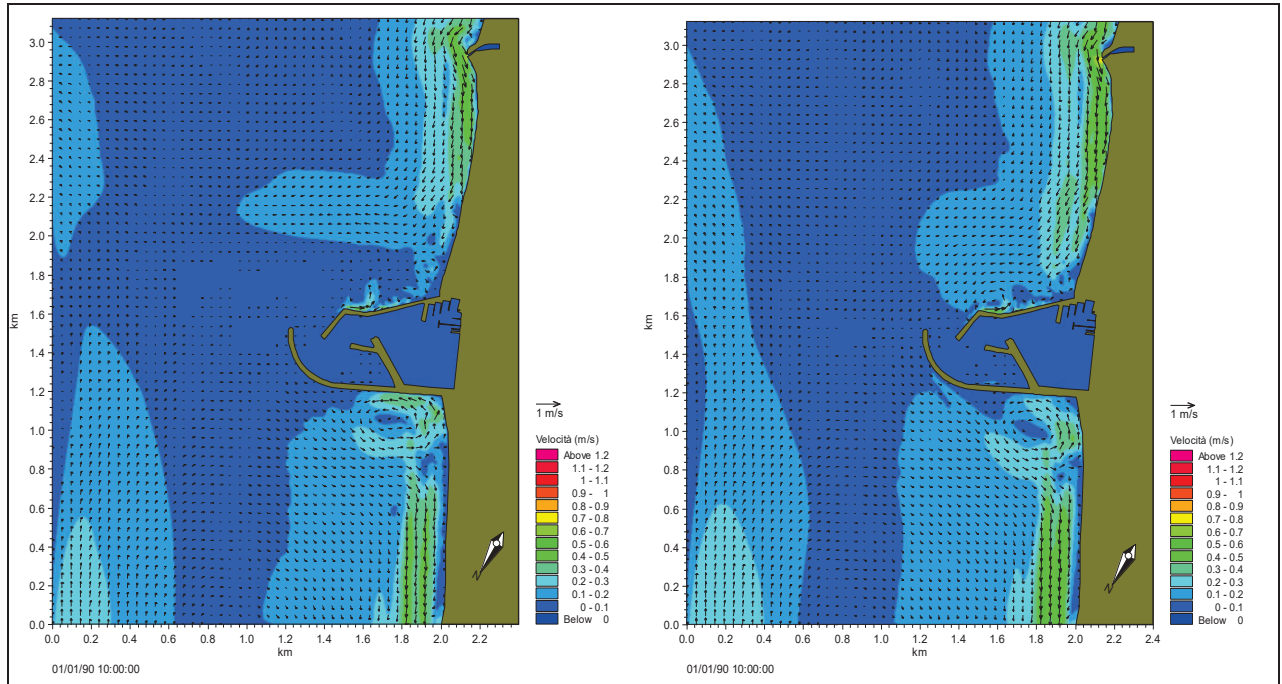 3.0
2.8
2.6
2.4
2.2
2.0
1.8
1.6
1.4
1.2
1.0
0.8
0.6
0.4
0.2
0.0
km
0.0 0.2 0.4 0.6 0.8 1.0 1.2 1.4 1.6 1.8 2.0 2.2
km
01/01/90 10:00:00
1 m/s
Velocità (m/s)
Above 1.2
1.1 - 1.2
1 - 1.1
0.9 - 1
0.8 - 0.9
0.7 - 0.8
0.6 - 0.7
0.5 - 0.6
0.4 - 0.5
0.3 - 0.4
0.2 - 0.3
0.1 - 0.2
0 - 0.1
Below 0
N
3.0
2.8
2.6
2.4
2.2
2.0
1.8
1.6
1.4
1.2
1.0
0.8
0.6
0.4
0.2
0.0
km
0.0 0.2 0.4 0.6 0.8 1.0 1.2 1.4 1.6 1.8 2.0 2.2 2.4
km
01/01/90 10:00:00
1 m/s
Velocità (m/s)
Above 1.2
1.1 - 1.2
1 - 1.1
0.9 - 1
0.8 - 0.9
0.7 - 0.8
0.6 - 0.7
0.5 - 0.6
0.4 - 0.5
0.3 - 0.4
0.2 - 0.3
0.1 - 0.2
0 - 0.1
Below 0
N